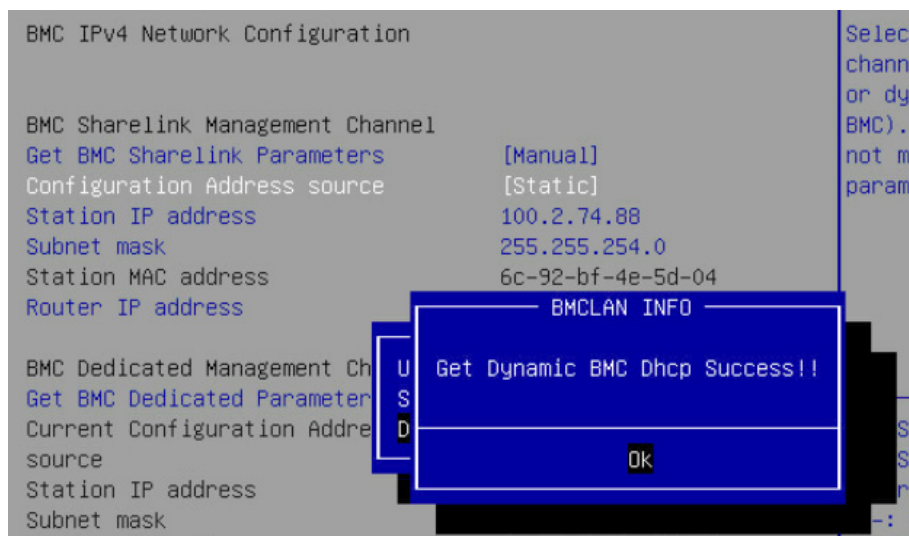 BMC IPv4 Network Configuration
Selec
chann
or dy
BMC Sharelink Management Channel
BMC).
Get BMC Sharelink Parameters [Manual]
not m
Configuration Address source [Static]
param
Station IP address 100.2.74.88
Subnet mask 255.255.254.0
Station MAC address 6c-92-bf-4e-5d-04
Router IP address
BMCLAN INFO
BMC Dedicated Management Ch
U
Get Dynamic BMC Dhcp Success!!
Get BMC Dedicated Parameter
S
Current Configuration Addre
D
S
source
Ok
S
Station IP address
r
Subnet mask
-: